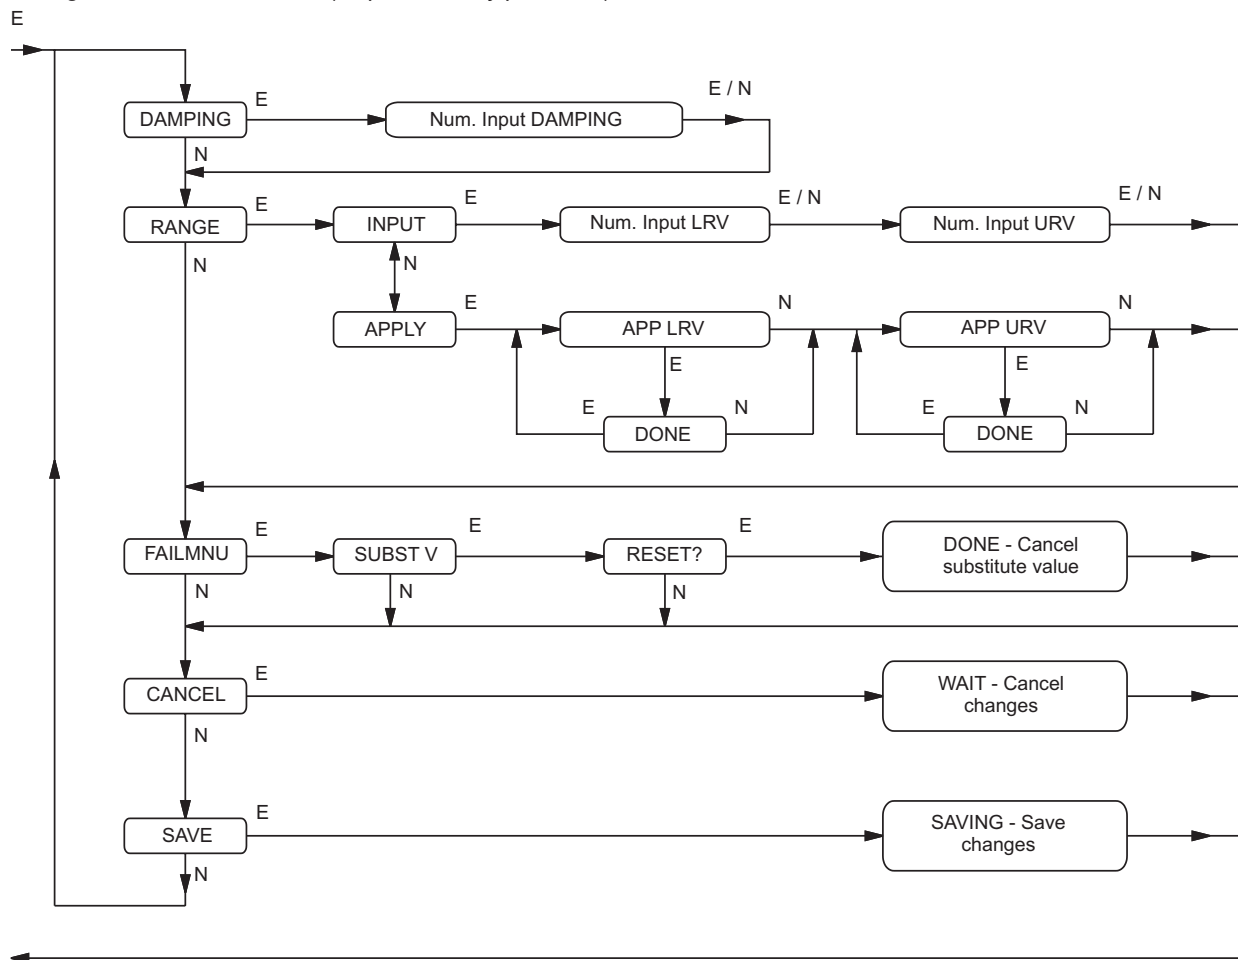 E
E
E / N
DAMPING
Num. Input DAMPING
N
E
E
E / N
E / N
RANGE
INPUT
Num. Input LRV
Num. Input URV
N
N
E
N
N
APPLY
APP LRV
APP URV
E
E
E
N
E
N
DONE
DONE
E
E
E
FAILMNU
SUBST V
RESET?
DONE - Cancel
substitute value
N
N
N
E
CANCEL
WAIT - Cancel
changes
N
E
SAVE
SAVING - Save
changes
N